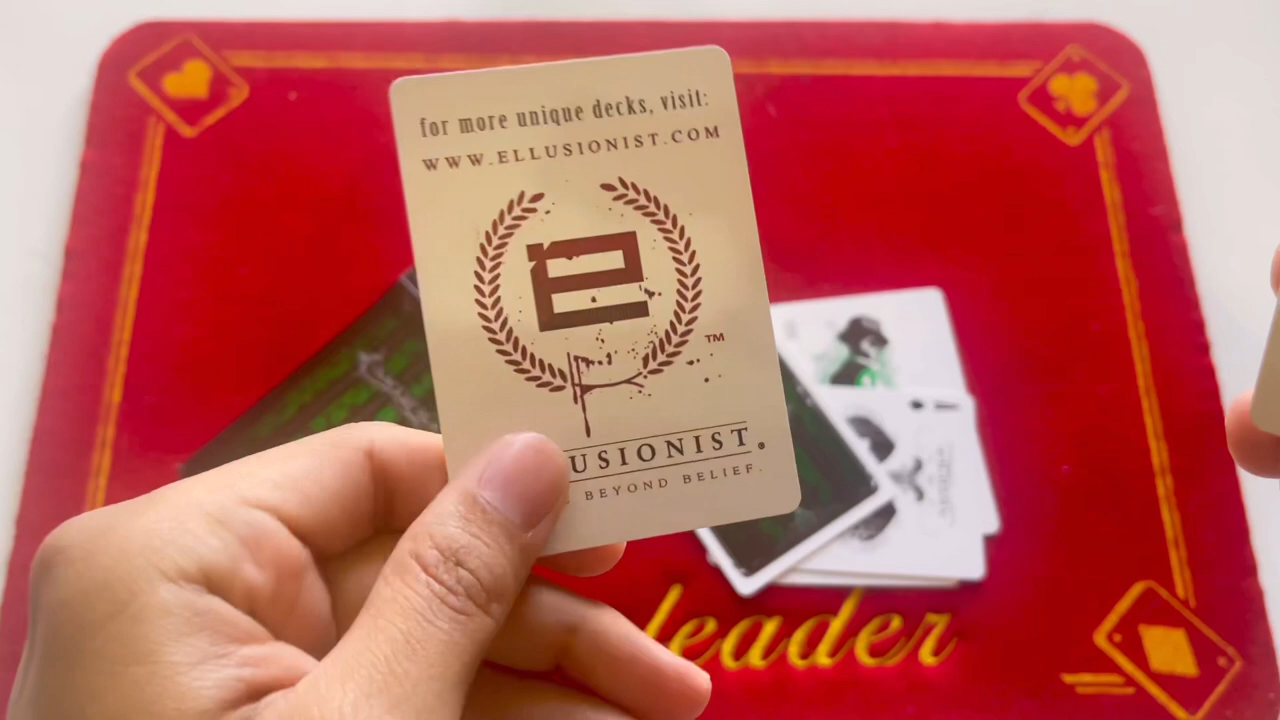 for more unique decks, visit:
WWW.ELLUSIONIST.COM
e
TM
USIONIST®
BEYOND BELIEF.
leader